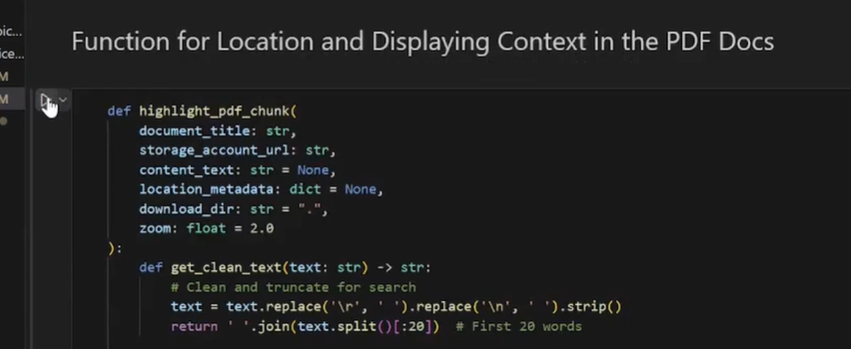 Function for Location and Displaying Context in the PDF Docs
pic...
ice...
M
M
def highlight_pdf_chunk(
document_title: str,
storage_account_url: str,
content_text: str = None,
location_metadata: dict = None,
download_dir: str = ".",
zoom: float = 2.0
):
def get_clean_text(text: str) -> str:
# Clean and truncate for search
text = text.replace('\r', ' ').replace('\n', ' ').strip()
return ' '.join(text.split()[:20])  # First 20 words